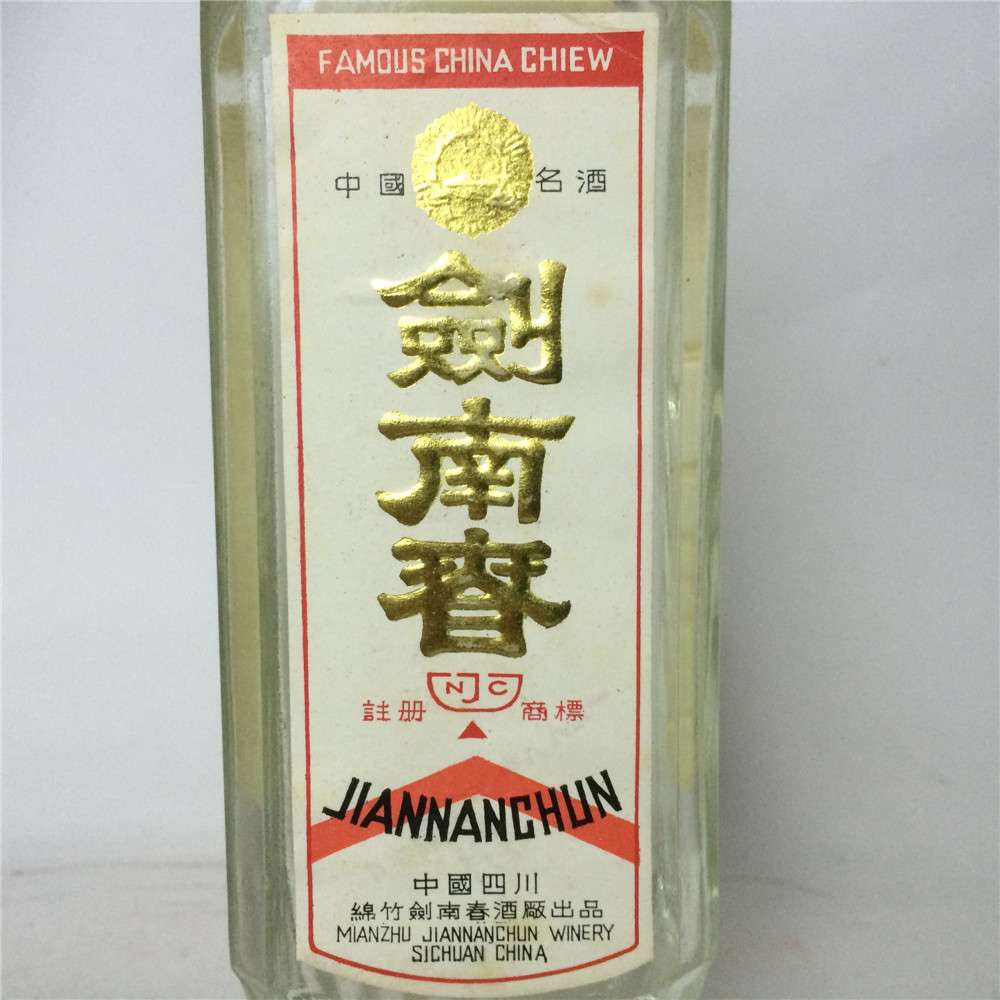 FAMOUS CHINA CHIEW
中國 名酒
劍南春
NJC
註册 商標
JIANNANCHUN
中國四川
綿竹劍南春酒廠出品
MIANZHU JIANNANCHUN WINERY
SICHUAN CHINA